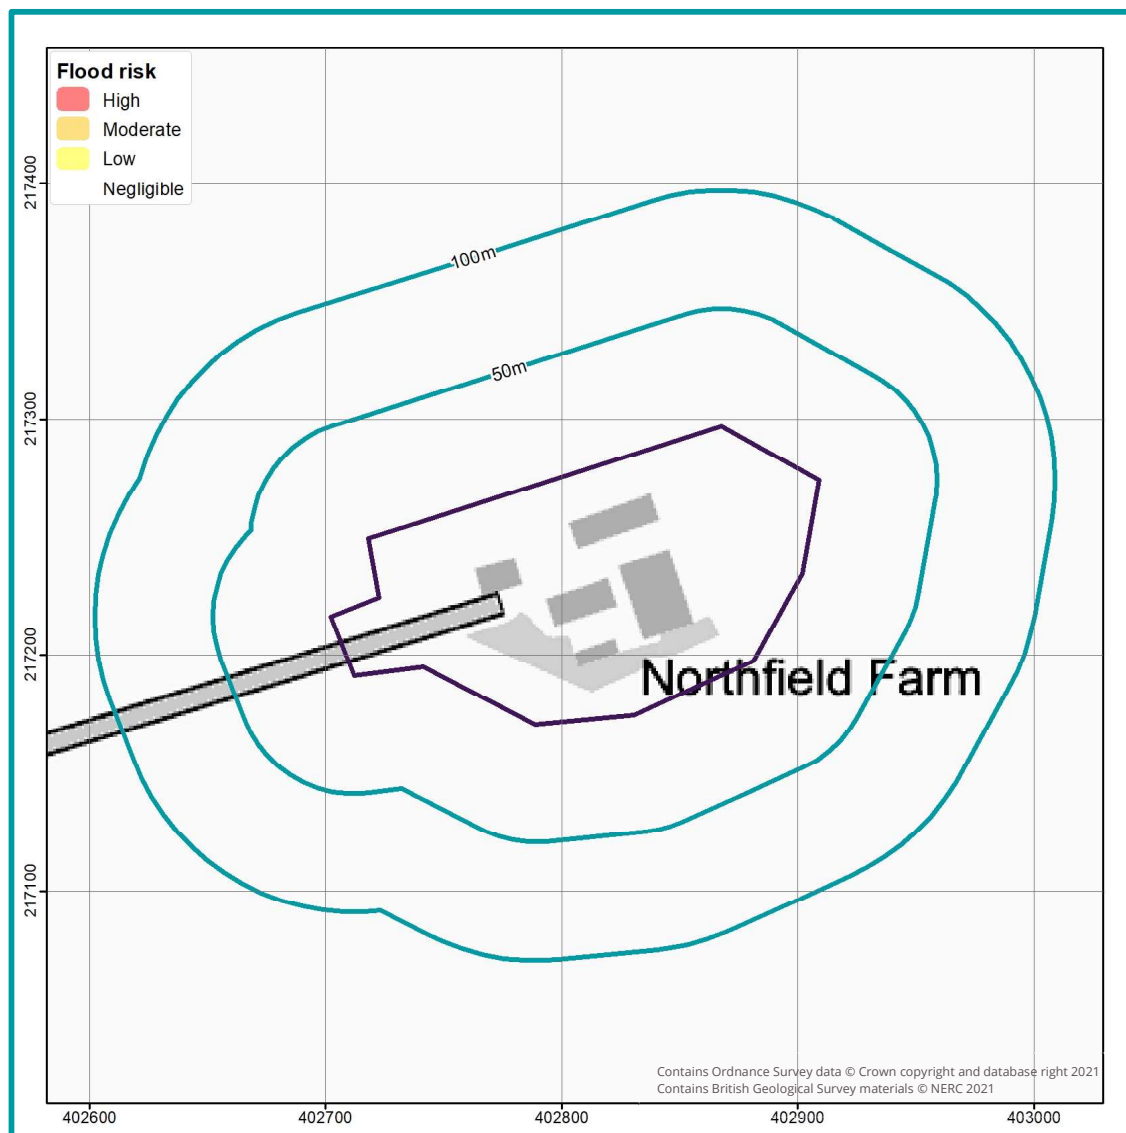 Flood risk
High
Moderate
Low
Negligible
217400
100m
50m
217300
217200
Northfield Farm
217100
Contains Ordnance Survey data © Crown copyright and database right 2021
Contains British Geological Survey materials © NERC 2021
402600 402700 402800 402900 403000